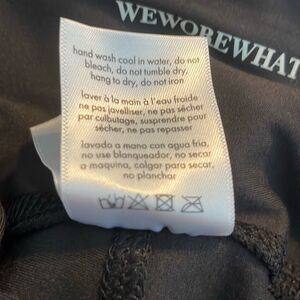 WEWOREWHAT
hand wash cool in water, do not
bleach, do not tumble dry,
hang to dry, do not iron
laver à la main à l'eau froide
ne pas javelliser, ne pas sécher
par culbutage, suspendre pour
sécher, ne pas repasser
lavado a mano con agua fria,
no use blanqueador, no secar
a maquina, colgar para secar,
no planchar